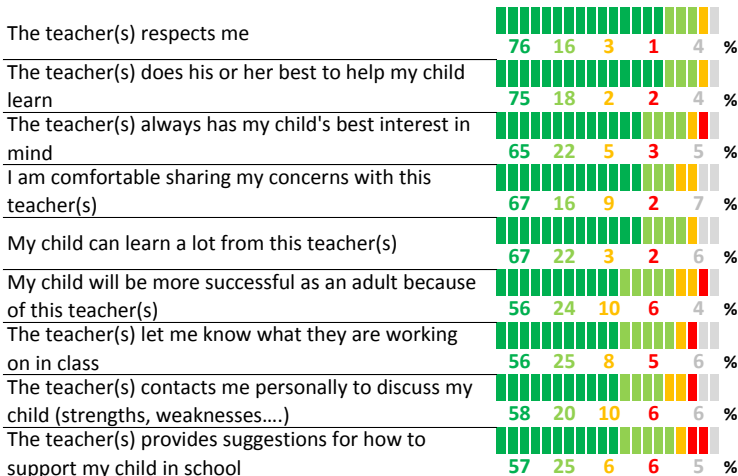 The teacher(s) respects me
76 16 3 1 4 %
The teacher(s) does his or her best to help my child
learn
75 18 2 2 4 %
The teacher(s) always has my child's best interest in
mind
65 22 5 3 5 %
I am comfortable sharing my concerns with this
teacher(s)
67 16 9 2 7 %
My child can learn a lot from this teacher(s)
67 22 3 2 6 %
My child will be more successful as an adult because
of this teacher(s)
56 24 10 6 4 %
The teacher(s) let me know what they are working
on in class
56 25 8 5 6 %
The teacher(s) contacts me personally to discuss my
child (strengths, weaknesses....)
58 20 10 6 6 %
The teacher(s) provides suggestions for how to
support my child in school
57 25 6 6 5 %